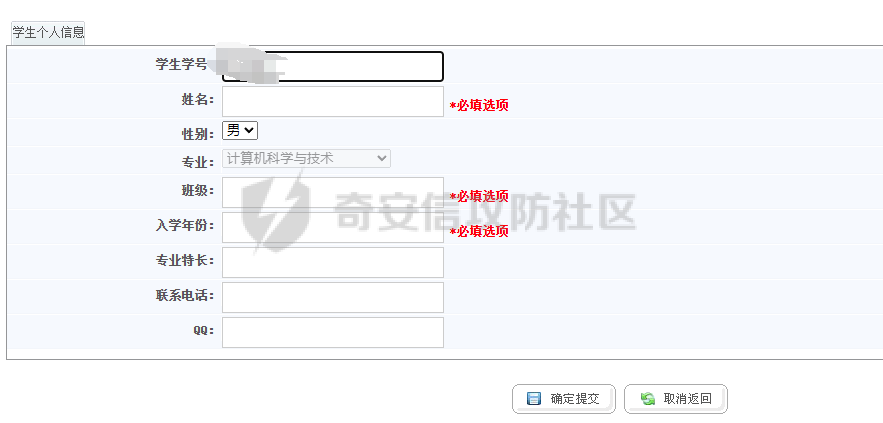 学生个人信息
学生学号
姓名： *必填选项
性别： 男
专业： 计算机科学与技术
班级： *必填选项
奇安信攻防社区
入学年份： *必填选项
专业特长：
联系电话：
QQ：
确定提交 取消返回